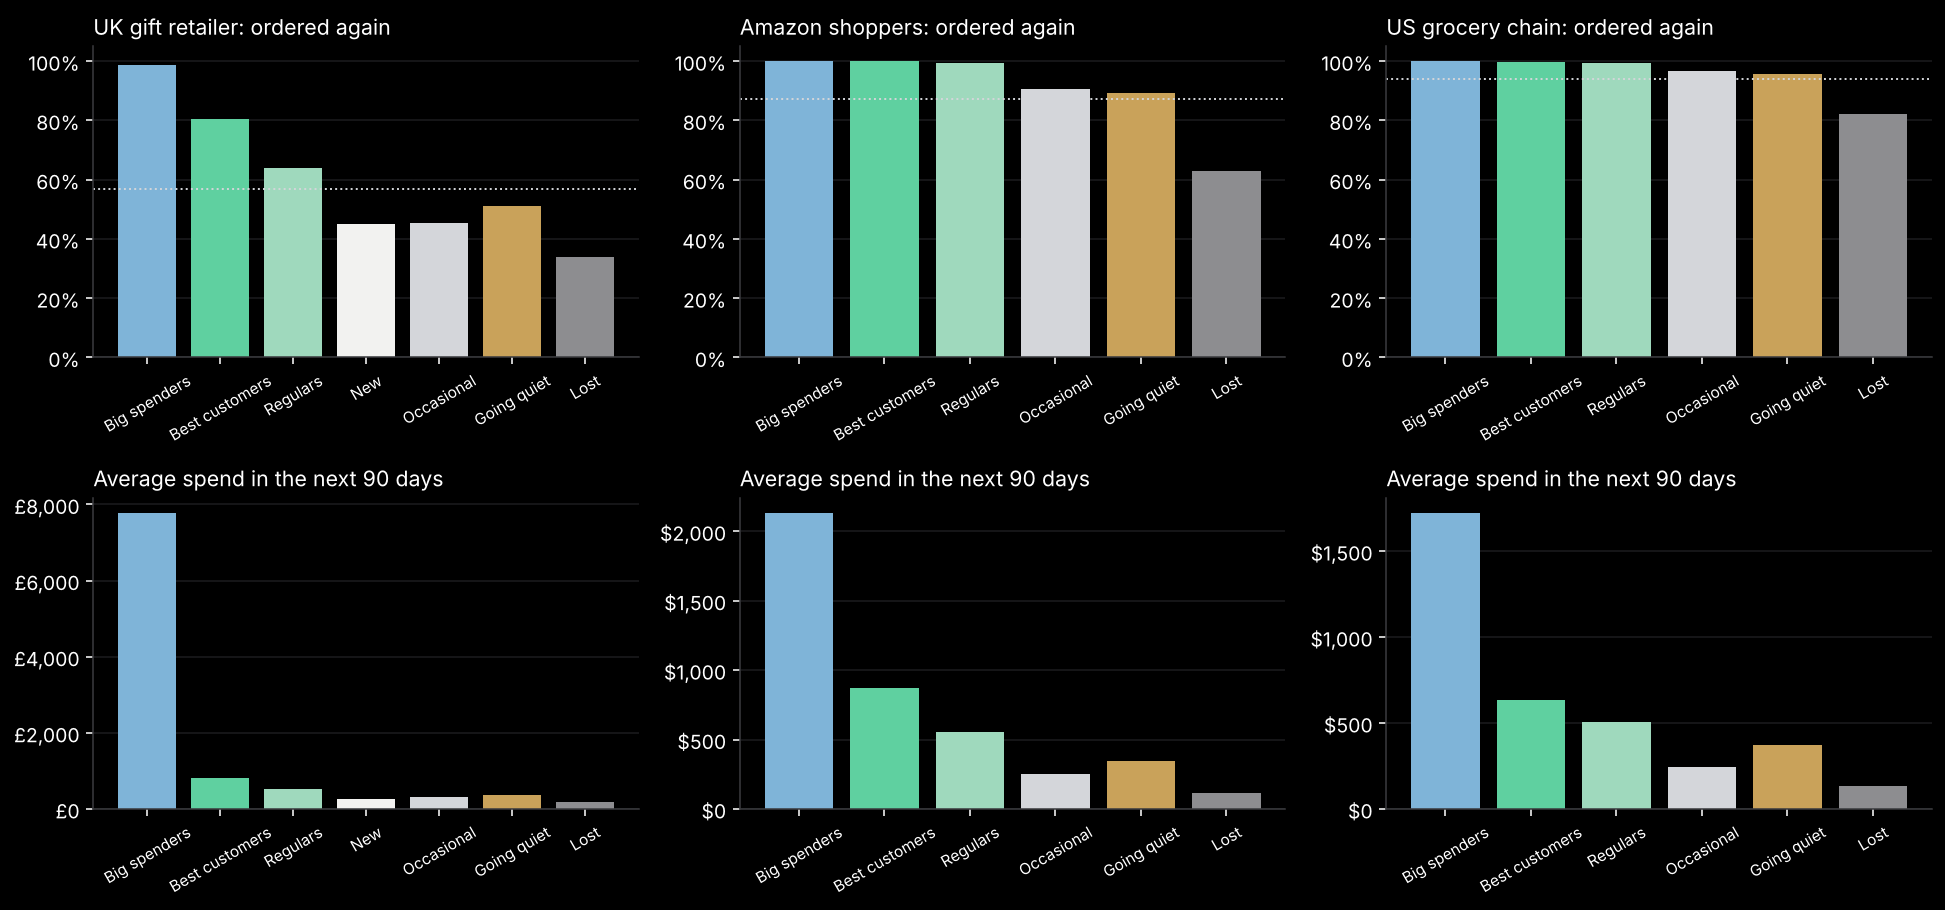 UK gift retailer: ordered again
100%
80%
60%
40%
20%
0%
Big spenders
Best customers
Regulars
New
Occasional
Going quiet
Lost
Amazon shoppers: ordered again
100%
80%
60%
40%
20%
0%
Big spenders
Best customers
Regulars
Occasional
Going quiet
Lost
US grocery chain: ordered again
100%
80%
60%
40%
20%
0%
Big spenders
Best customers
Regulars
Occasional
Going quiet
Lost
Average spend in the next 90 days
£8,000
£6,000
£4,000
£2,000
£0
Big spenders
Best customers
Regulars
New
Occasional
Going quiet
Lost
Average spend in the next 90 days
$2,000
$1,500
$1,000
$500
$0
Big spenders
Best customers
Regulars
Occasional
Going quiet
Lost
Average spend in the next 90 days
$1,500
$1,000
$500
$0
Big spenders
Best customers
Regulars
Occasional
Going quiet
Lost